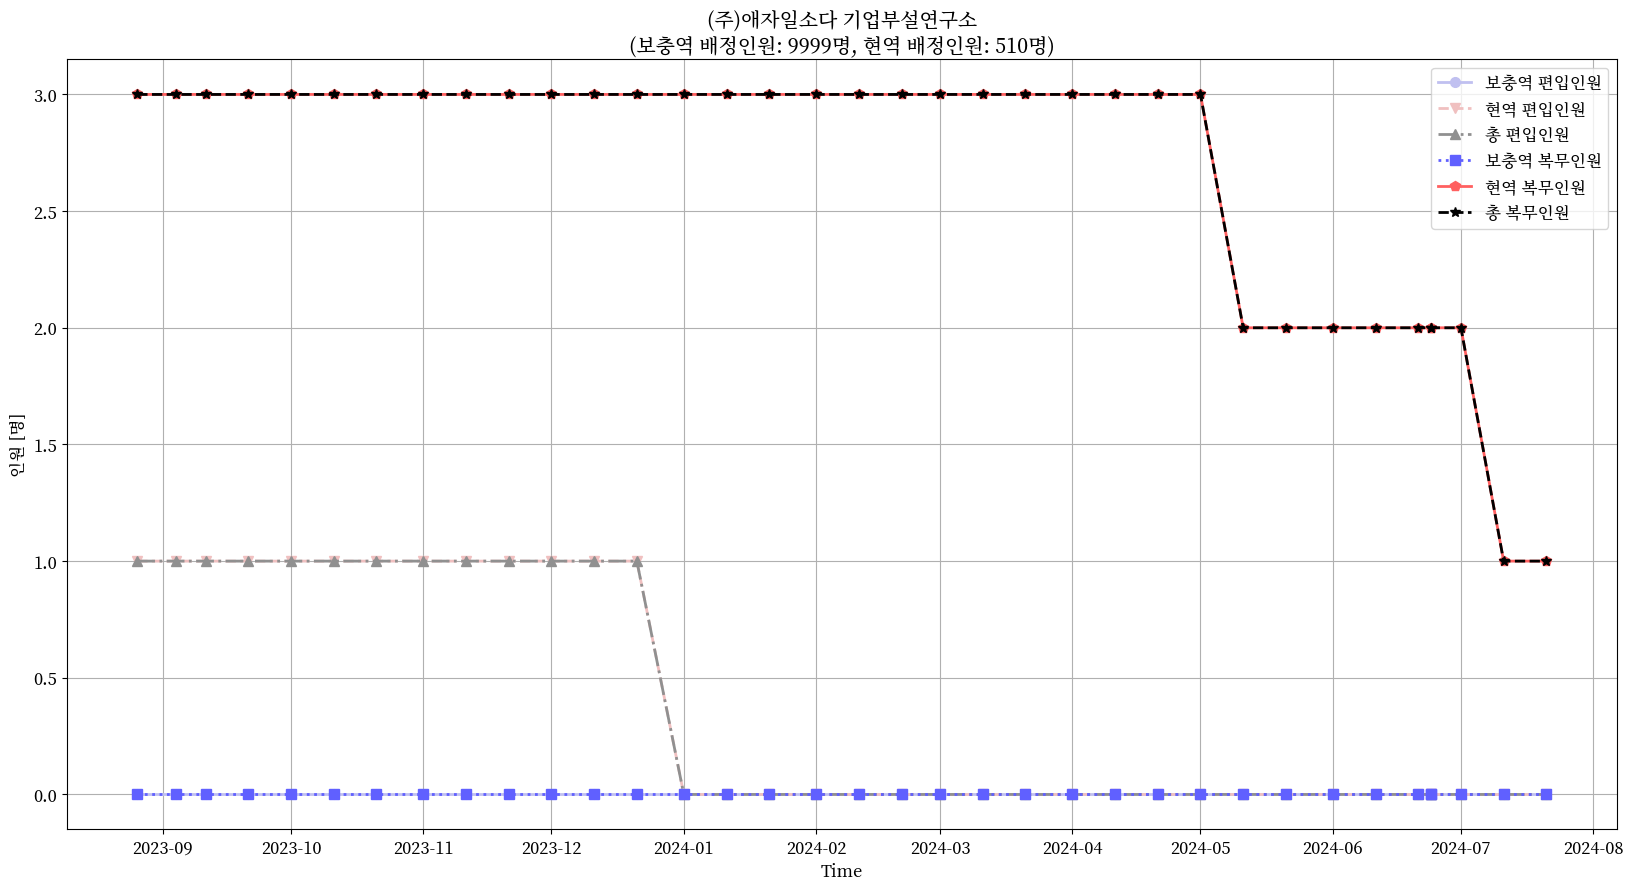 (주)애자일소다 기업부설연구소
(보충역 배정인원: 9999명, 현역 배정인원: 510명)
보충역 편입인원
현역 편입인원
총 편입인원
보충역 복무인원
현역 복무인원
총 복무인원
인원 [명]
3.0
2.5
2.0
1.5
1.0
0.5
0.0
2023-09
2023-10
2023-11
2023-12
2024-01
2024-02
2024-03
2024-04
2024-05
2024-06
2024-07
2024-08
Time